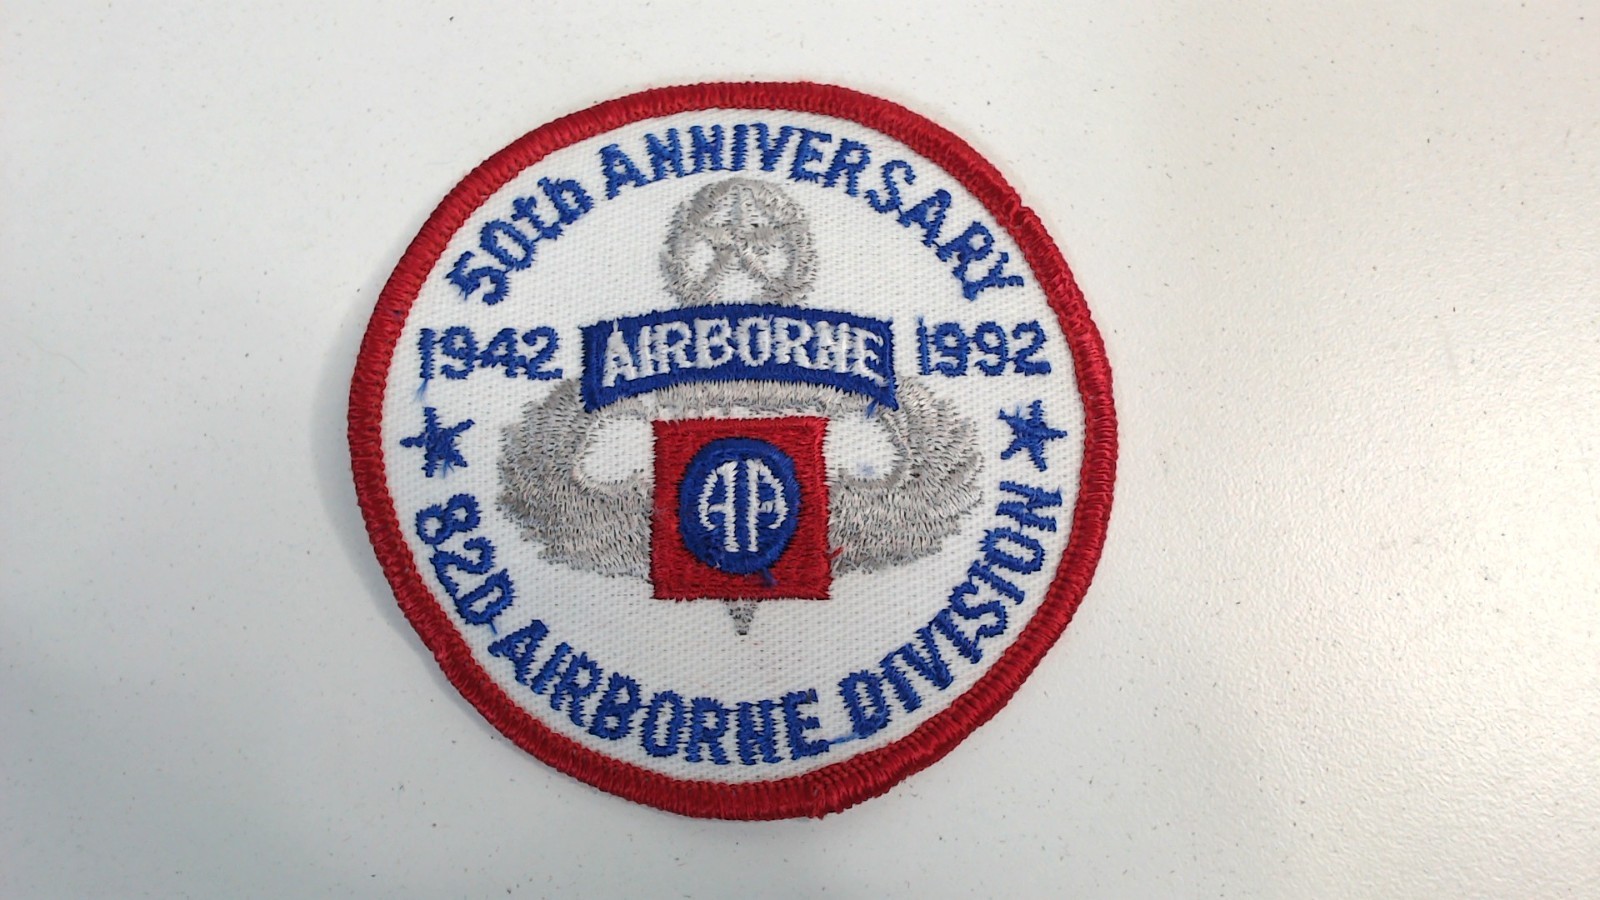 50th ANNIVERSARY
1942
1992
AIRBORNE
AA
82D AIRBORNE DIVISION